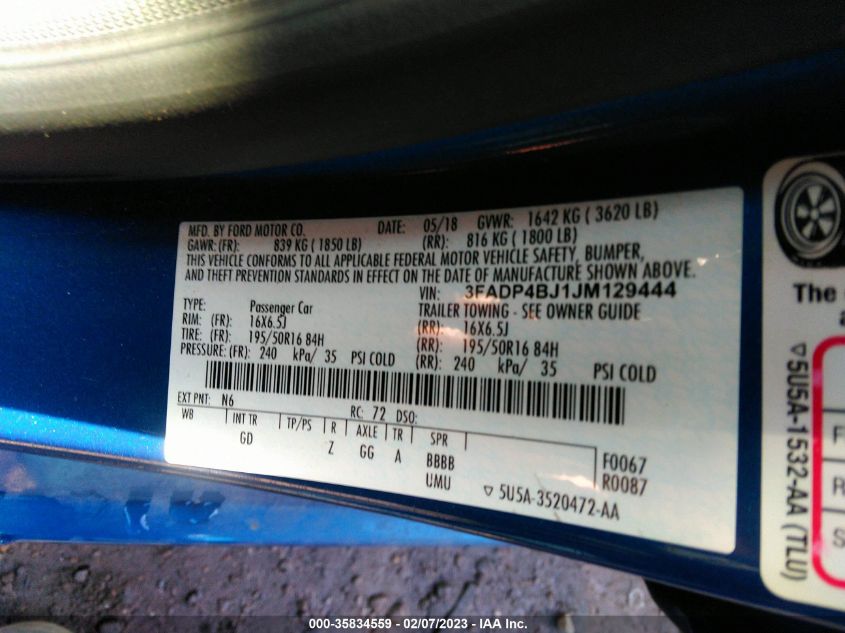 MFD. BY FORD MOTOR CO. DATE: 05/18 GVWR: 1642 KG ( 3620 LB)
GAWR: (FR): 839 KG ( 1850 LB) (RR): 816 KG ( 1800 LB)
THIS VEHICLE CONFORMS TO ALL APPLICABLE FEDERAL MOTOR VEHICLE SAFETY, BUMPER,
AND THEFT PREVENTION STANDARDS IN EFFECT ON THE DATE OF MANUFACTURE SHOWN ABOVE.
VIN: 3FADP4BJ1JM129444
TYPE: Passenger Car TRAILER TOWING - SEE OWNER GUIDE
RIM: (FR): 16X6.5J (RR): 16X6.5J
TIRE: (FR): 195/50R16 84H (RR): 195/50R16 84H
PRESSURE: (FR): 240 kPa/ 35 PSI COLD (RR): 240 kPa/ 35 PSI COLD
EXT PNT: N6 RC: 72 DSO:
WB INT TR TP/PS R AXLE TR SPR
GD Z GG A BBBB F0067
UMU R0087
5U5A-3520472-AA
The
a
F
R
S
5U5A-1532-AA (TLU)
000-35834559 - 02/07/2023 - IAA Inc.